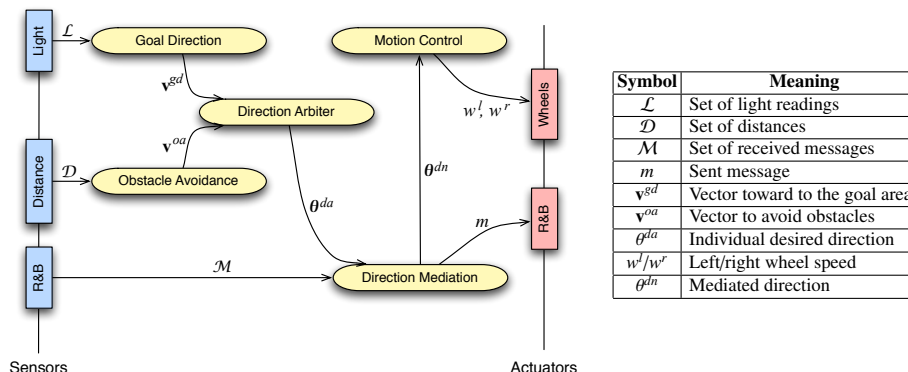 Light
ℒ
Goal Direction
Motion Control
v^{gd}
w^l, w^r
Wheels
Direction Arbiter
v^{oa}
Distance
𝒟
Obstacle Avoidance
θ^{da}
θ^{dn}
m
R&B
R&B
ℳ
Direction Mediation
Sensors
Actuators
Symbol Meaning
ℒ Set of light readings
𝒟 Set of distances
ℳ Set of received messages
m Sent message
v^{gd} Vector toward to the goal area
v^{oa} Vector to avoid obstacles
θ^{da} Individual desired direction
w^l/w^r Left/right wheel speed
θ^{dn} Mediated direction